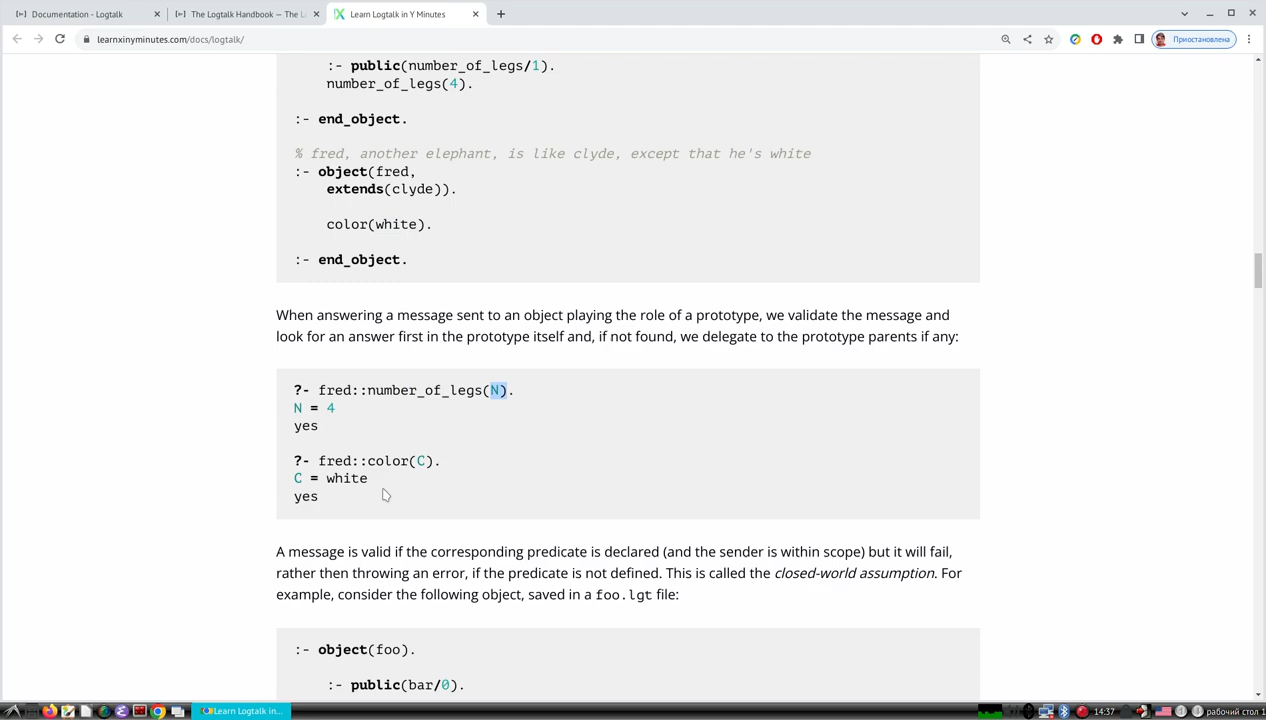 Documentation - Logtalk
The Logtalk Handbook — The L
Learn Logtalk in Y Minutes
learnxinyminutes.com/docs/logtalk/
Приостановлена
:- public(number_of_legs/1).
number_of_legs(4).
:- end_object.
% fred, another elephant, is like clyde, except that he's white
:- object(fred,
extends(clyde)).
color(white).
:- end_object.
When answering a message sent to an object playing the role of a prototype, we validate the message and
look for an answer first in the prototype itself and, if not found, we delegate to the prototype parents if any:
?- fred::number_of_legs(N).
N = 4
yes
?- fred::color(C).
C = white
yes
A message is valid if the corresponding predicate is declared (and the sender is within scope) but it will fail,
rather then throwing an error, if the predicate is not defined. This is called the closed-world assumption. For
example, consider the following object, saved in a foo.lgt file:
:- object(foo).
:- public(bar/0).
Learn Logtalk in...
14:37
рабочий стол 1